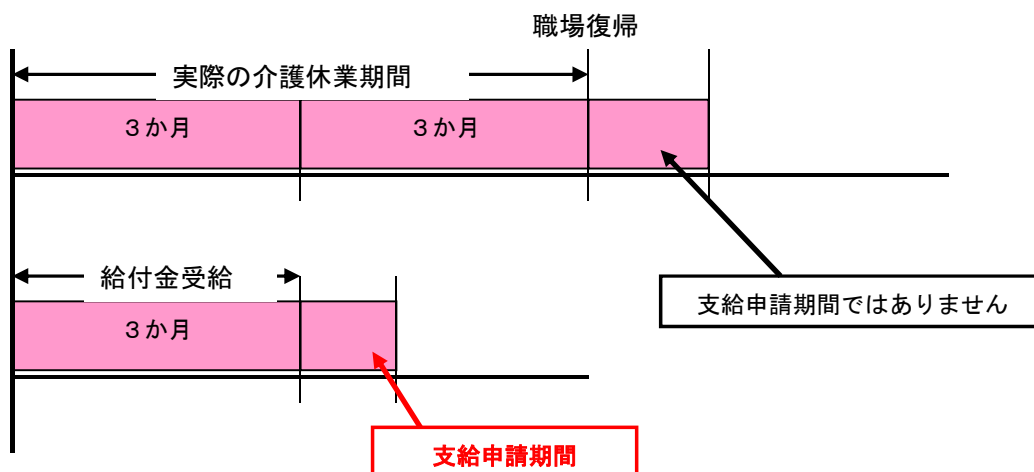 職場復帰
実際の介護休業期間
３か月
３か月
給付金受給
支給申請期間ではありません
３か月
支給申請期間